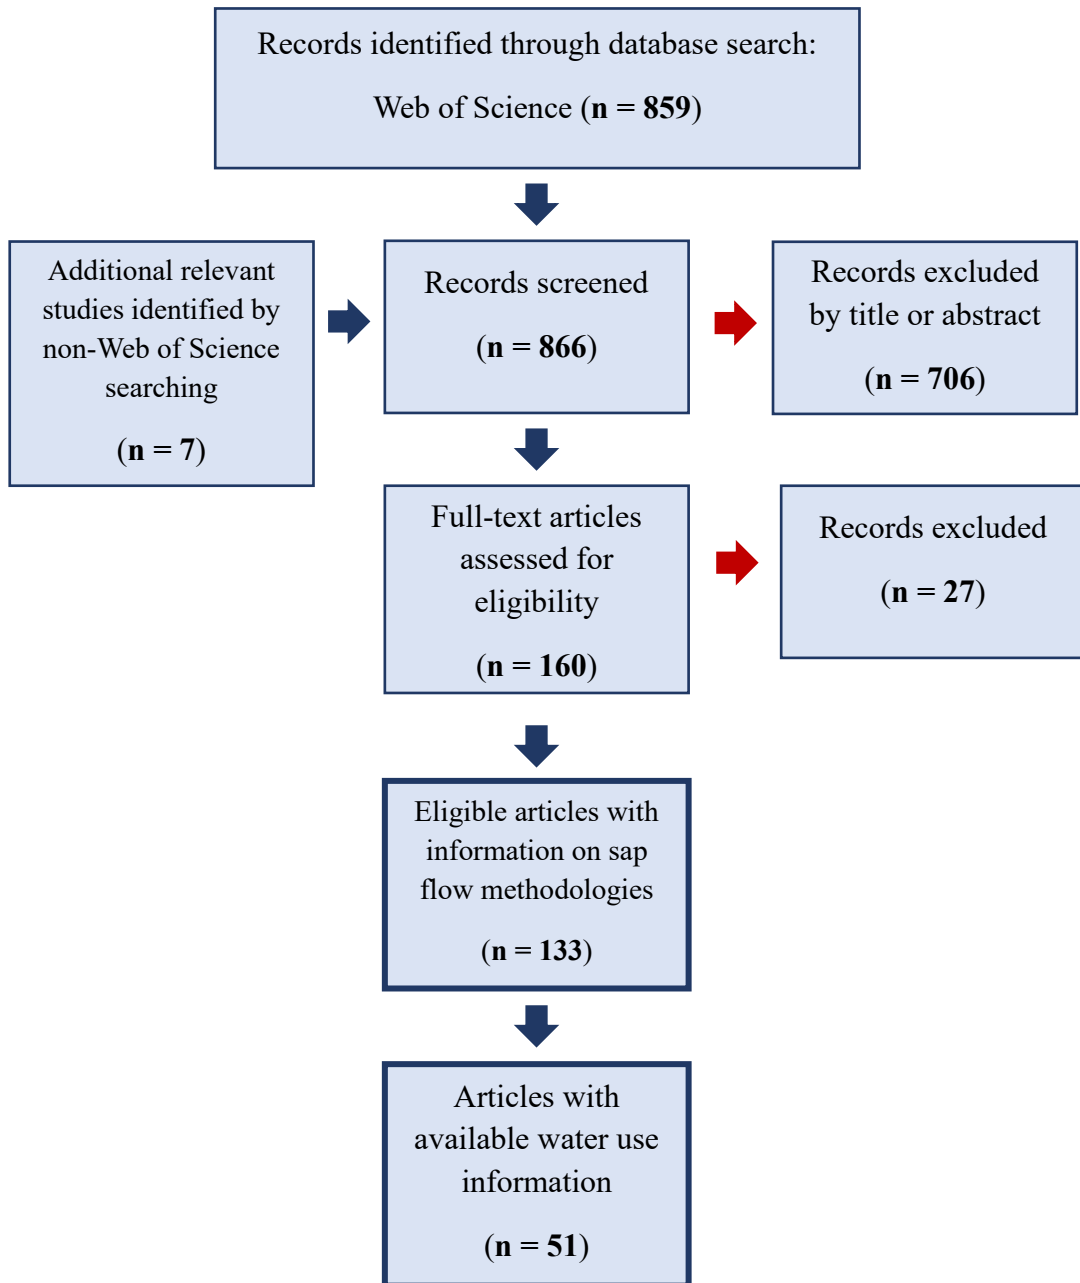 Records identified through database search:
Web of Science (n = 859)
Additional relevant
studies identified by
non-Web of Science
searching
(n = 7)
Records screened
(n = 866)
Records excluded
by title or abstract
(n = 706)
Full-text articles
assessed for
eligibility
(n = 160)
Records excluded
(n = 27)
Eligible articles with
information on sap
flow methodologies
(n = 133)
Articles with
available water use
information
(n = 51)